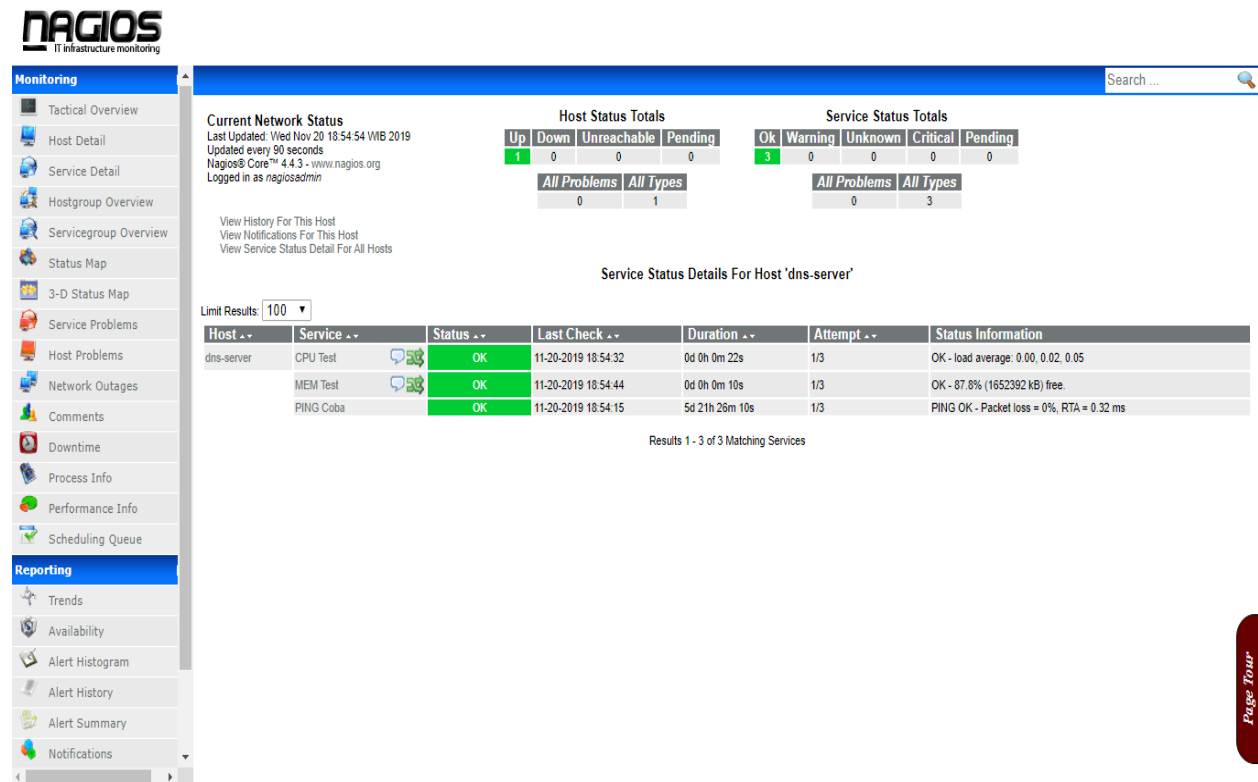 NAGIOS
IT infrastructure monitoring
Monitoring
Search ...
Tactical Overview
Host Detail
Service Detail
Hostgroup Overview
Servicegroup Overview
Status Map
3-D Status Map
Service Problems
Host Problems
Network Outages
Comments
Downtime
Process Info
Performance Info
Scheduling Queue
Reporting
Trends
Availability
Alert Histogram
Alert History
Alert Summary
Notifications
Current Network Status
Last Updated: Wed Nov 20 18:54:54 WIB 2019
Updated every 90 seconds
Nagios® Core™ 4.4.3 - www.nagios.org
Logged in as nagiosadmin
View History For This Host
View Notifications For This Host
View Service Status Detail For All Hosts
Host Status Totals
Up Down Unreachable Pending
1 0 0 0
All Problems All Types
0 1
Service Status Totals
Ok Warning Unknown Critical Pending
3 0 0 0 0
All Problems All Types
0 3
Service Status Details For Host 'dns-server'
Limit Results: 100
Host Service Status Last Check Duration Attempt Status Information
dns-server CPU Test OK 11-20-2019 18:54:32 0d 0h 0m 22s 1/3 OK - load average: 0.00, 0.02, 0.05
MEM Test OK 11-20-2019 18:54:44 0d 0h 0m 10s 1/3 OK - 87.8% (1652392 kB) free.
PING Coba OK 11-20-2019 18:54:15 5d 21h 26m 10s 1/3 PING OK - Packet loss = 0%, RTA = 0.32 ms
Results 1 - 3 of 3 Matching Services
Page Tour